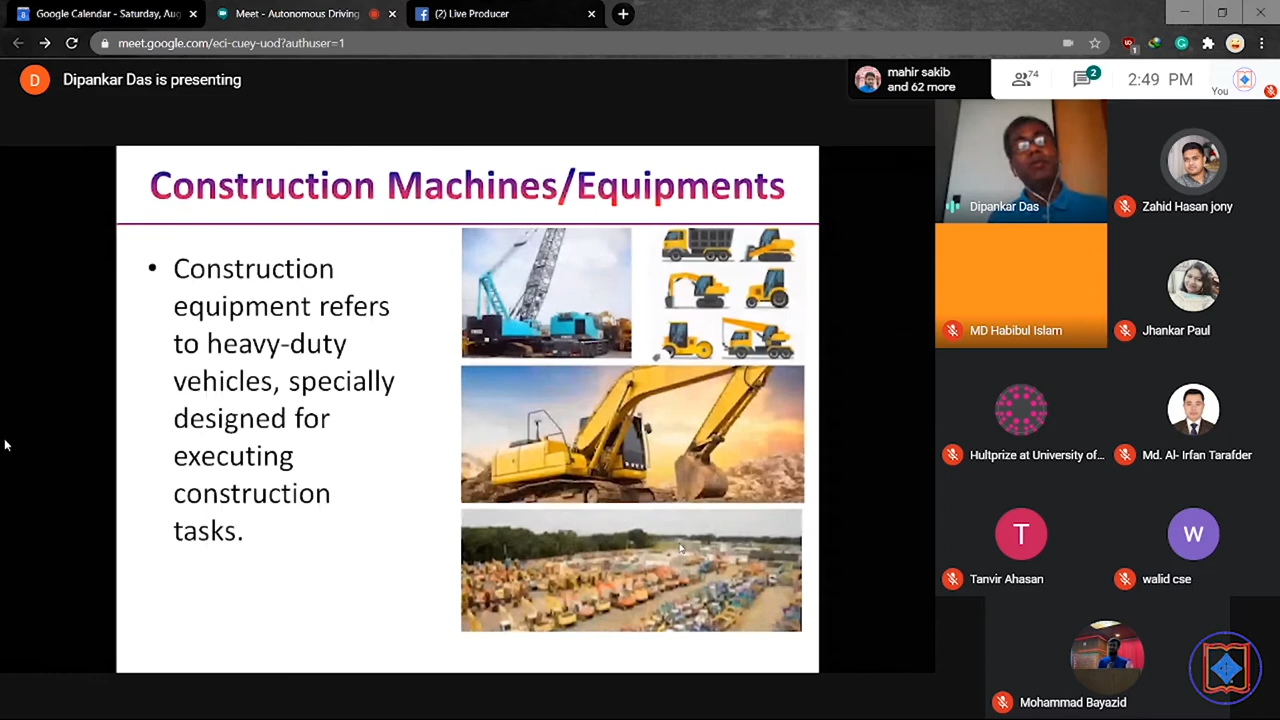 Google Calendar - Saturday, Aug
Meet - Autonomous Driving
(2) Live Producer
meet.google.com/eci-cuey-uod?authuser=1
D
Dipankar Das is presenting
mahir sakib
and 62 more
74
2
2:49 PM
You
Construction Machines/Equipments
• Construction
equipment refers
to heavy-duty
vehicles, specially
designed for
executing
construction
tasks.
Dipankar Das
Zahid Hasan jony
MD Habibul Islam
Jhankar Paul
Hultprize at University of...
Md. Al- Irfan Tarafder
T
Tanvir Ahasan
w
walid cse
Mohammad Bayazid